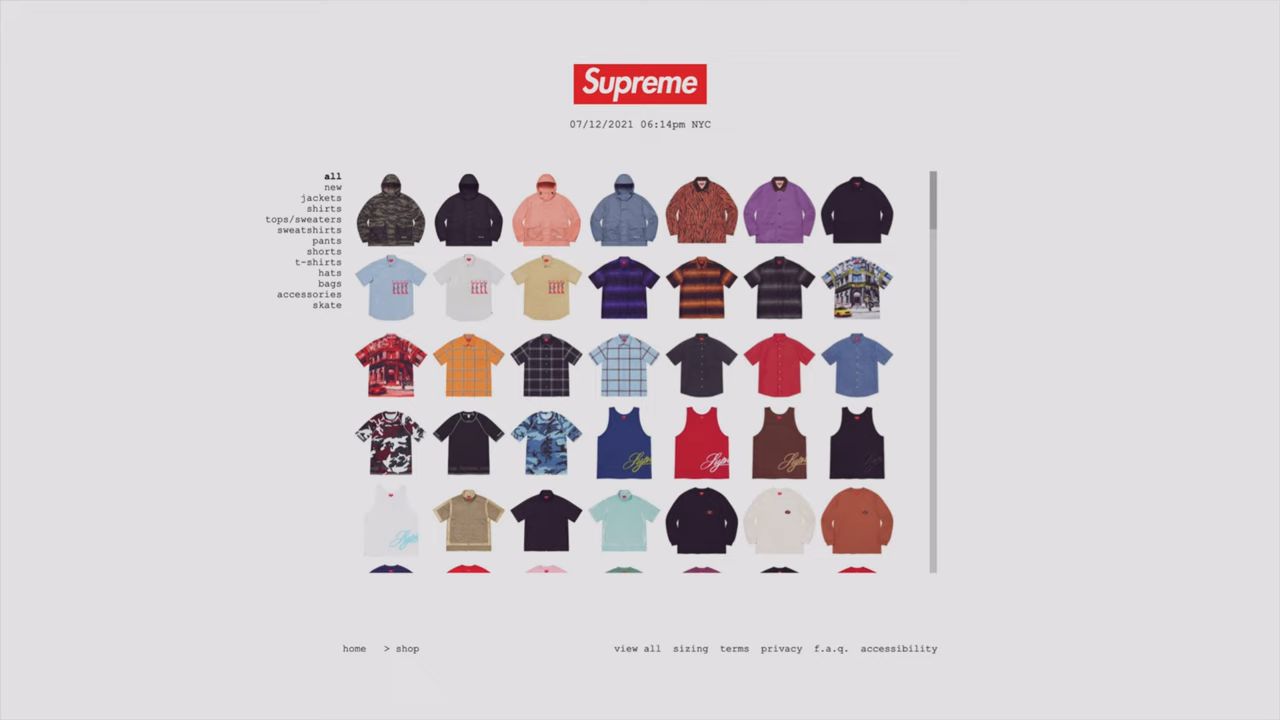 Supreme
07/12/2021 06:14pm NYC
all
new
jackets
shirts
tops/sweaters
sweatshirts
pants
shorts
t-shirts
hats
bags
accessories
skate
home > shop
view all sizing terms privacy f.a.q. accessibility